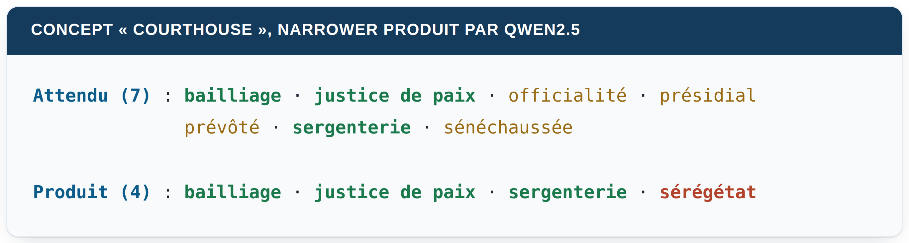 CONCEPT « COURTHOUSE », NARROWER PRODUIT PAR QWEN2.5
Attendu (7) : bailliage · justice de paix · officialité · présidial
prévôté · sergenterie · sénéchaussée
Produit (4) : bailliage · justice de paix · sergenterie · sérégétat